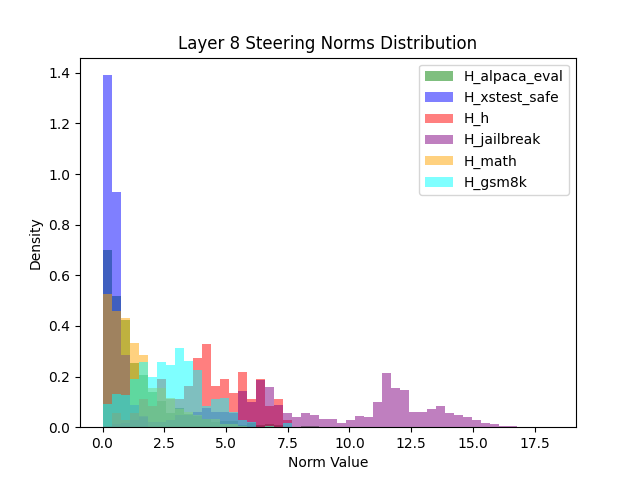 Layer 8 Steering Norms Distribution
H_alpaca_eval
H_xstest_safe
H_h
H_jailbreak
H_math
H_gsm8k
Density
1.4
1.2
1.0
0.8
0.6
0.4
0.2
0.0
0.0 2.5 5.0 7.5 10.0 12.5 15.0 17.5
Norm Value